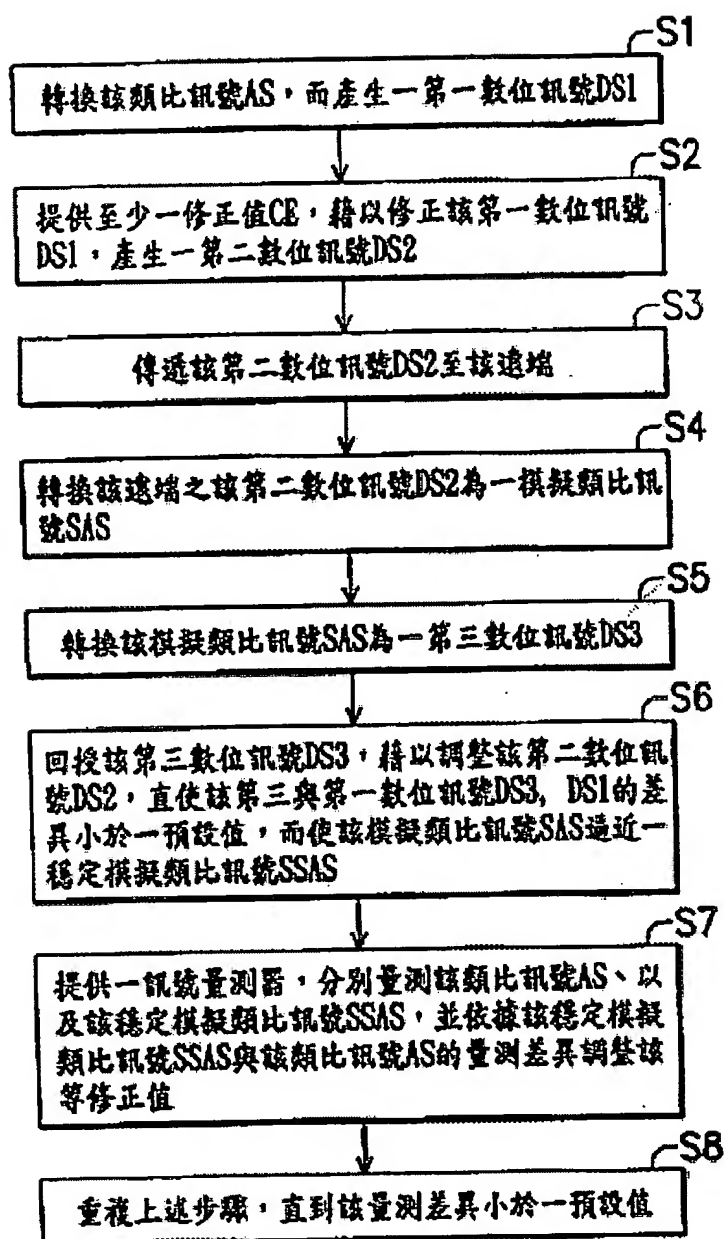 S1
轉換該類比訊號AS，而產生一第一數位訊號DS1
S2
提供至少一修正值CE，藉以修正該第一數位訊號
DS1，產生一第二數位訊號DS2
S3
傳遞該第二數位訊號DS2至該遠端
S4
轉換該遠端之該第二數位訊號DS2為一模擬類比訊
號SAS
S5
轉換該模擬類比訊號SAS為一第三數位訊號DS3
S6
回授該第三數位訊號DS3，藉以調整該第二數位訊
號DS2，直使該第三與第一數位訊號DS3, DS1的差
異小於一預設值，而使該模擬類比訊號SAS逼近一
穩定模擬類比訊號SSAS
S7
提供一訊號量測器，分別量測該類比訊號AS、以
及該穩定模擬類比訊號SSAS，並依據該穩定模擬
類比訊號SSAS與該類比訊號AS的量測差異調整該
等修正值
S8
重複上述步驟，直到該量測差異小於一預設值